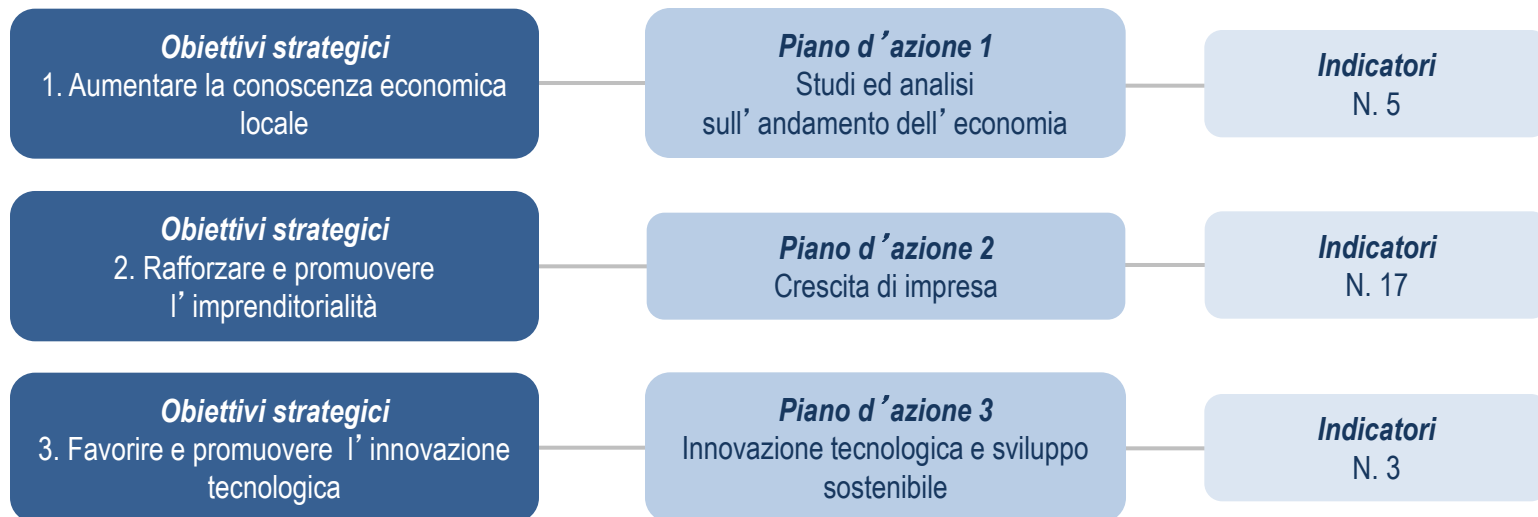 Obiettivi strategici
1. Aumentare la conoscenza economica
locale
Piano d’azione 1
Studi ed analisi
sull’andamento dell’economia
Indicatori
N. 5
Obiettivi strategici
2. Rafforzare e promuovere
l’imprenditorialità
Piano d’azione 2
Crescita di impresa
Indicatori
N. 17
Obiettivi strategici
3. Favorire e promuovere l’innovazione
tecnologica
Piano d’azione 3
Innovazione tecnologica e sviluppo
sostenibile
Indicatori
N. 3